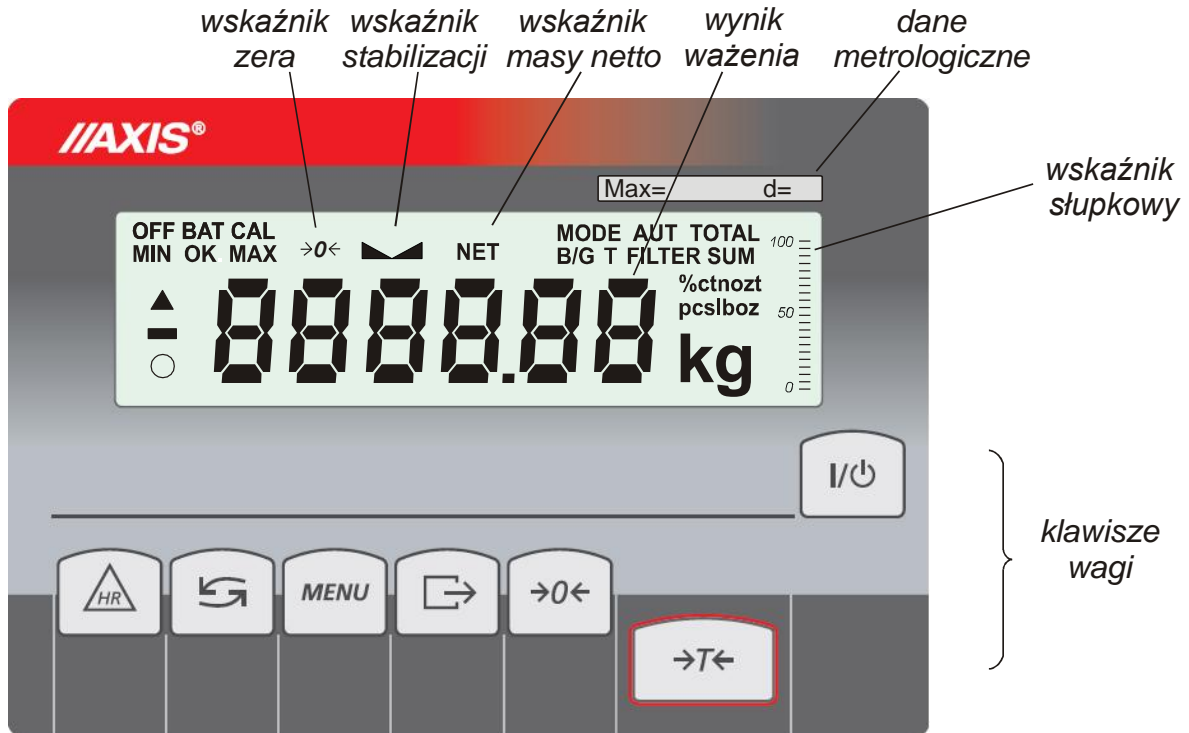 wskaźnik zera
wskaźnik stabilizacji
wskaźnik masy netto
wynik ważenia
dane metrologiczne
//AXIS®
Max= d=
wskaźnik słupkowy
OFF BAT CAL
MIN OK MAX
→0←
NET
MODE AUT TOTAL
B/G T FILTER SUM
100
%ctnozt
pcslboz
50
8888.88 kg
0
I/⏻
klawisze wagi
HR
MENU
→0←
→T←